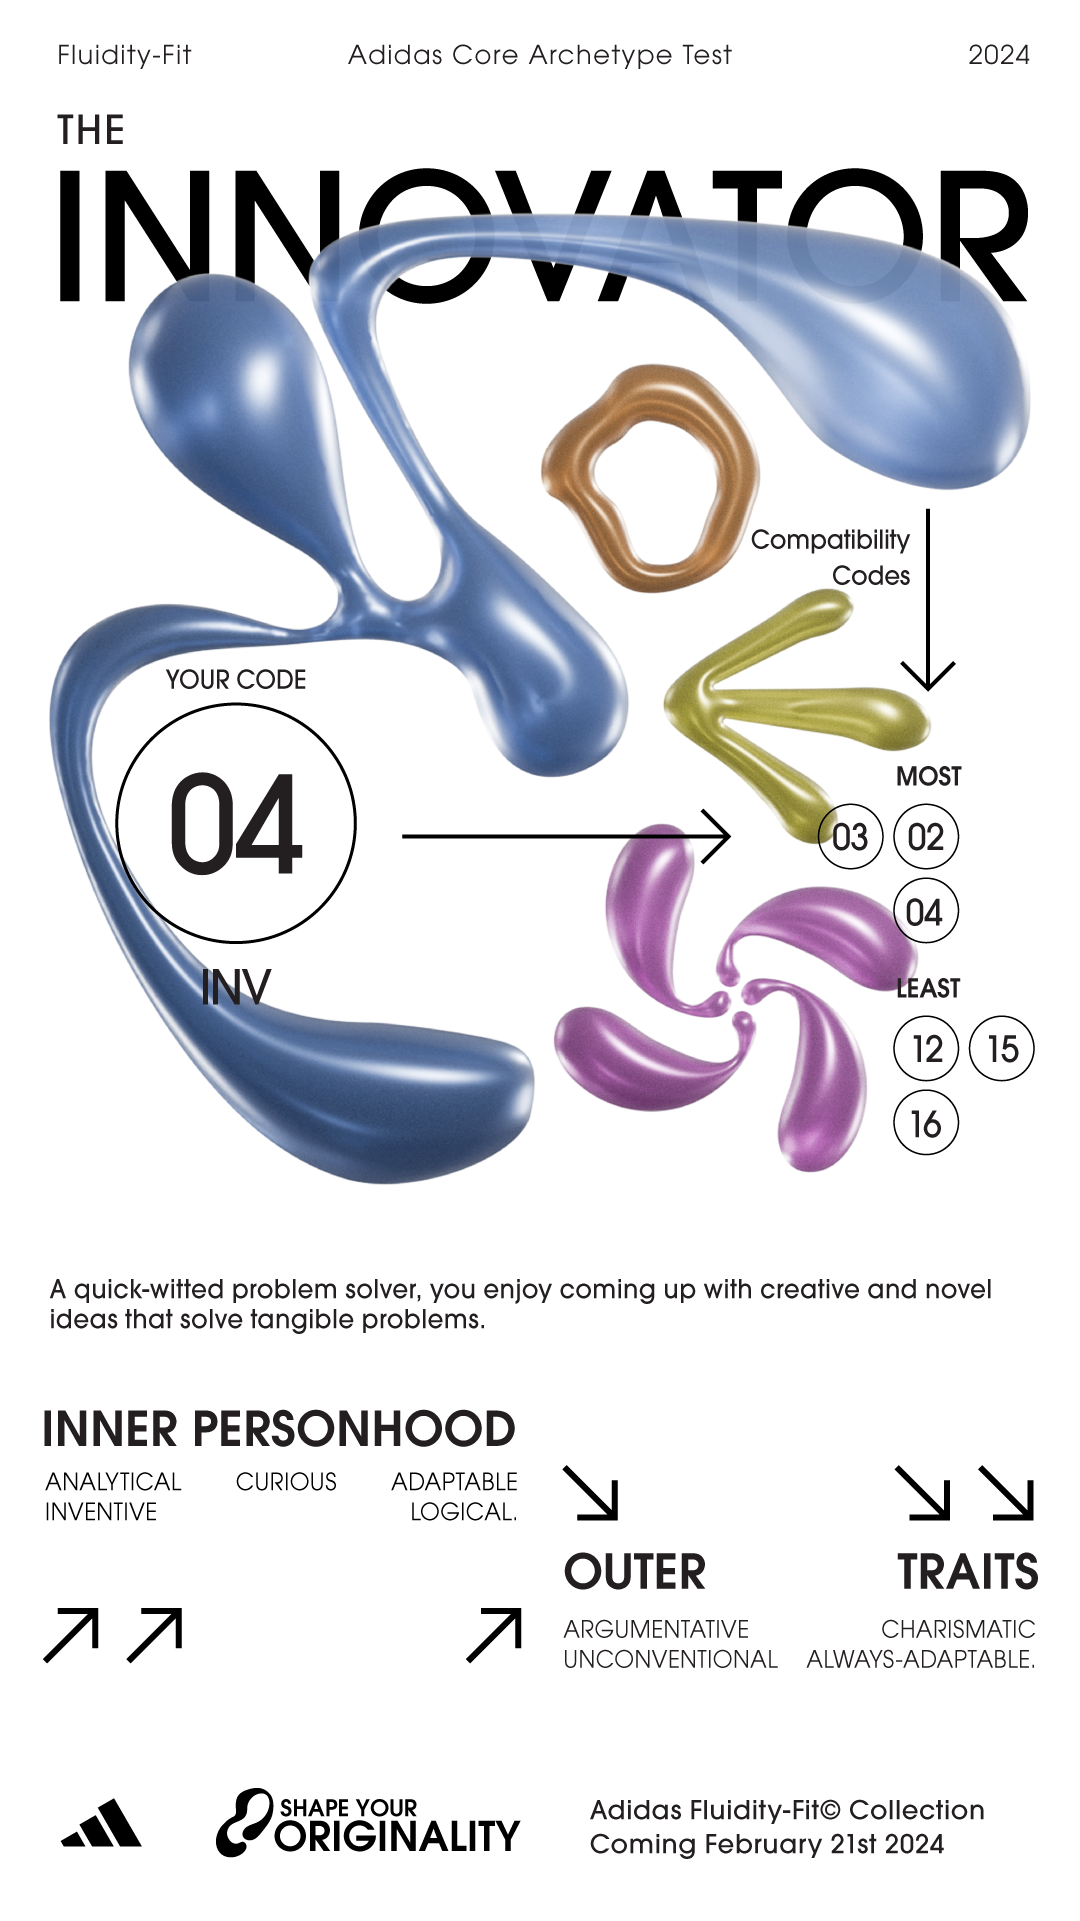 Fluidity-Fit Adidas Core Archetype Test 2024
THE
INNOVATOR
Compatibility
Codes
YOUR CODE
04
INV
MOST
03 02
04
LEAST
12 15
16
A quick-witted problem solver, you enjoy coming up with creative and novel
ideas that solve tangible problems.
INNER PERSONHOOD
ANALYTICAL CURIOUS ADAPTABLE
INVENTIVE LOGICAL.
OUTER TRAITS
ARGUMENTATIVE CHARISMATIC
UNCONVENTIONAL ALWAYS-ADAPTABLE.
SHAPE YOUR
ORIGINALITY
Adidas Fluidity-Fit© Collection
Coming February 21st 2024